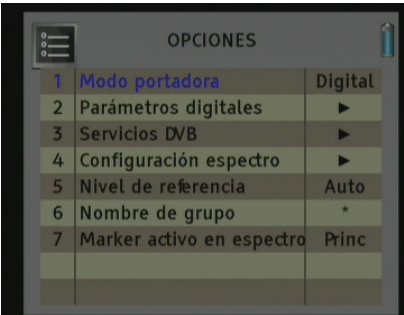 OPCIONES
1 Modo portadora Digital
2 Parámetros digitales ►
3 Servicios DVB ►
4 Configuración espectro ►
5 Nivel de referencia Auto
6 Nombre de grupo *
7 Marker activo en espectro Princ